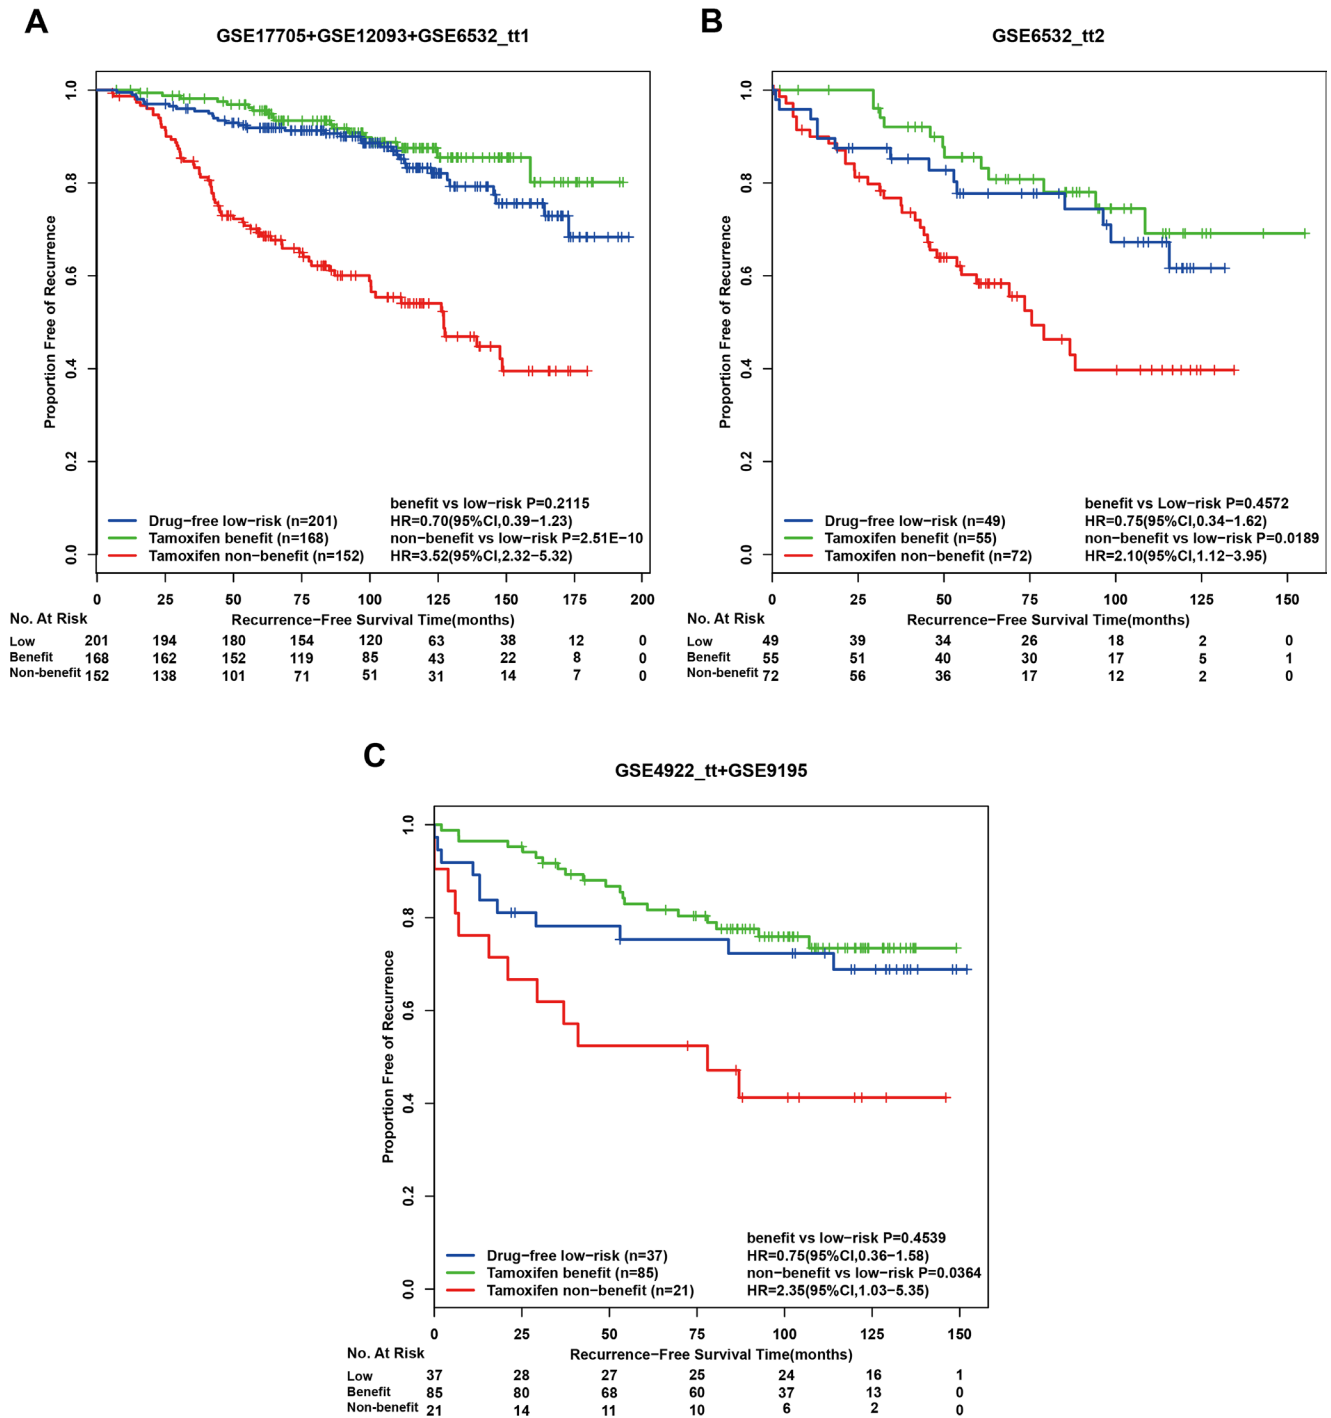 A
GSE17705+GSE12093+GSE6532_tt1
Proportion Free of Recurrence
1.0
0.8
0.6
0.4
0.2
0.0
benefit vs low−risk P=0.2115
Drug−free low−risk (n=201) HR=0.70(95%CI,0.39−1.23)
Tamoxifen benefit (n=168) non−benefit vs low−risk P=2.51E−10
Tamoxifen non−benefit (n=152) HR=3.52(95%CI,2.32−5.32)
0 25 50 75 100 125 150 175 200
No. At Risk Recurrence−Free Survival Time(months)
Low 201 194 180 154 120 63 38 12 0
Benefit 168 162 152 119 85 43 22 8 0
Non-benefit 152 138 101 71 51 31 14 7 0
B
GSE6532_tt2
Proportion Free of Recurrence
1.0
0.8
0.6
0.4
0.2
0.0
benefit vs Low−risk P=0.4572
Drug−free low−risk (n=49) HR=0.75(95%CI,0.34−1.62)
Tamoxifen benefit (n=55) non−benefit vs low−risk P=0.0189
Tamoxifen non−benefit (n=72) HR=2.10(95%CI,1.12−3.95)
0 25 50 75 100 125 150
No. At Risk Recurrence−Free Survival Time(months)
Low 49 39 34 26 18 2 0
Benefit 55 51 40 30 17 5 1
Non-benefit 72 56 36 17 12 2 0
C
GSE4922_tt+GSE9195
Proportion Free of Recurrence
1.0
0.8
0.6
0.4
0.2
0.0
benefit vs low−risk P=0.4539
Drug−free low−risk (n=37) HR=0.75(95%CI,0.36−1.58)
Tamoxifen benefit (n=85) non−benefit vs low−risk P=0.0364
Tamoxifen non−benefit (n=21) HR=2.35(95%CI,1.03−5.35)
0 25 50 75 100 125 150
No. At Risk Recurrence−Free Survival Time(months)
Low 37 28 27 25 24 16 1
Benefit 85 80 68 60 37 13 0
Non-benefit 21 14 11 10 6 2 0